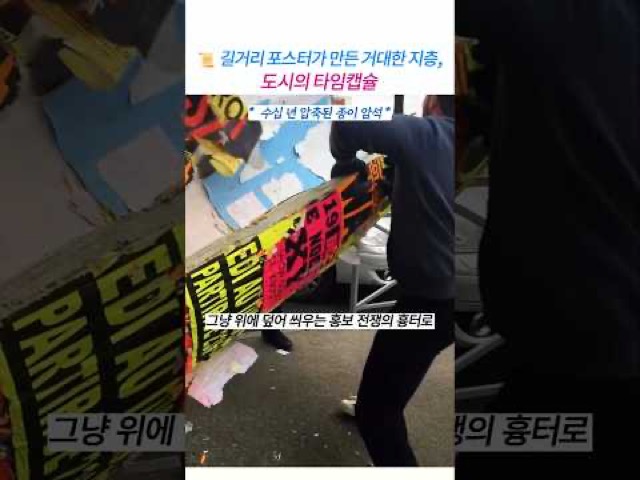 길거리 포스터가 만든 거대한 지층,
도시의 타임캡슐
* 수십 년 압축된 종이 암석 *
EDI AU
PARTIR
그냥 위에 덮어 씌우는 홍보 전쟁의 흉터로
그냥 위에
쟁의 흉터로